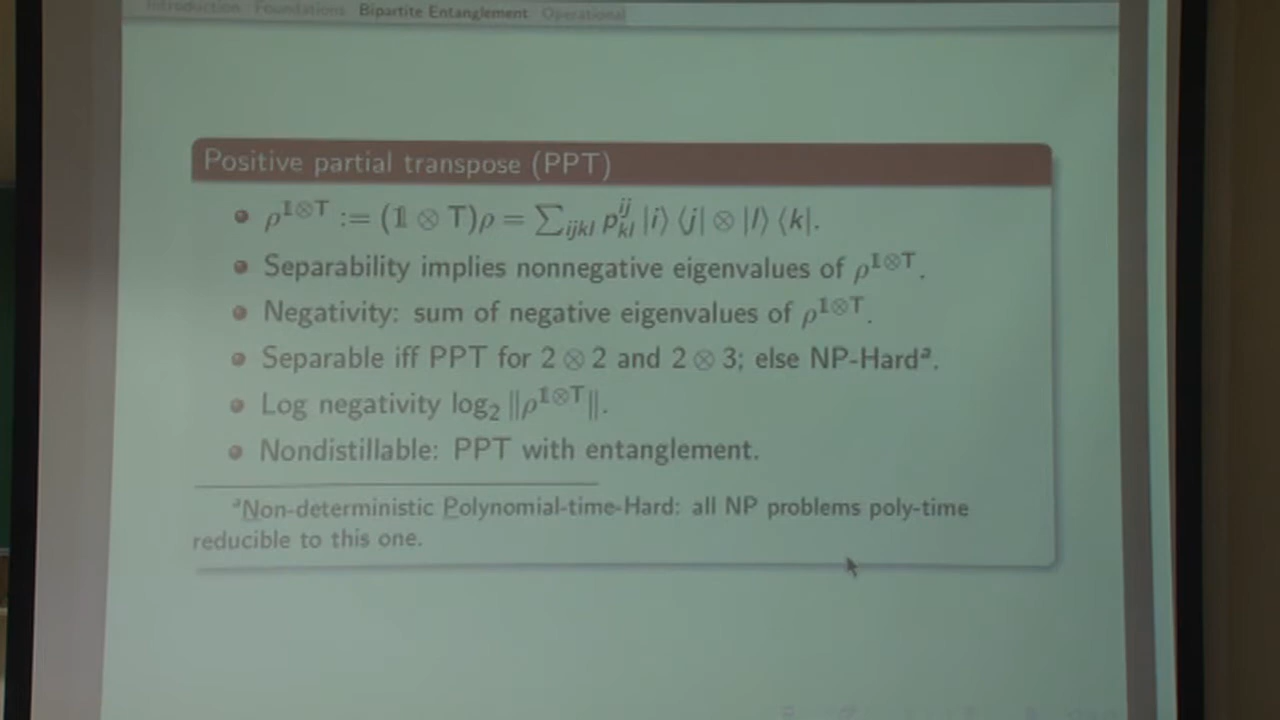 Introduction Foundations Bipartite Entanglement Operational
Positive partial transpose (PPT)
• ρ^{𝟙⊗T} := (𝟙 ⊗ T)ρ = ∑_{ijkl} p^{ij}_{kl} |i⟩ ⟨j| ⊗ |l⟩ ⟨k|.
• Separability implies nonnegative eigenvalues of ρ^{𝟙⊗T}.
• Negativity: sum of negative eigenvalues of ρ^{𝟙⊗T}.
• Separable iff PPT for 2 ⊗ 2 and 2 ⊗ 3; else NP-Hard^a.
• Log negativity log₂ ‖ρ^{𝟙⊗T}‖.
• Nondistillable: PPT with entanglement.
^aNon-deterministic Polynomial-time-Hard: all NP problems poly-time
reducible to this one.